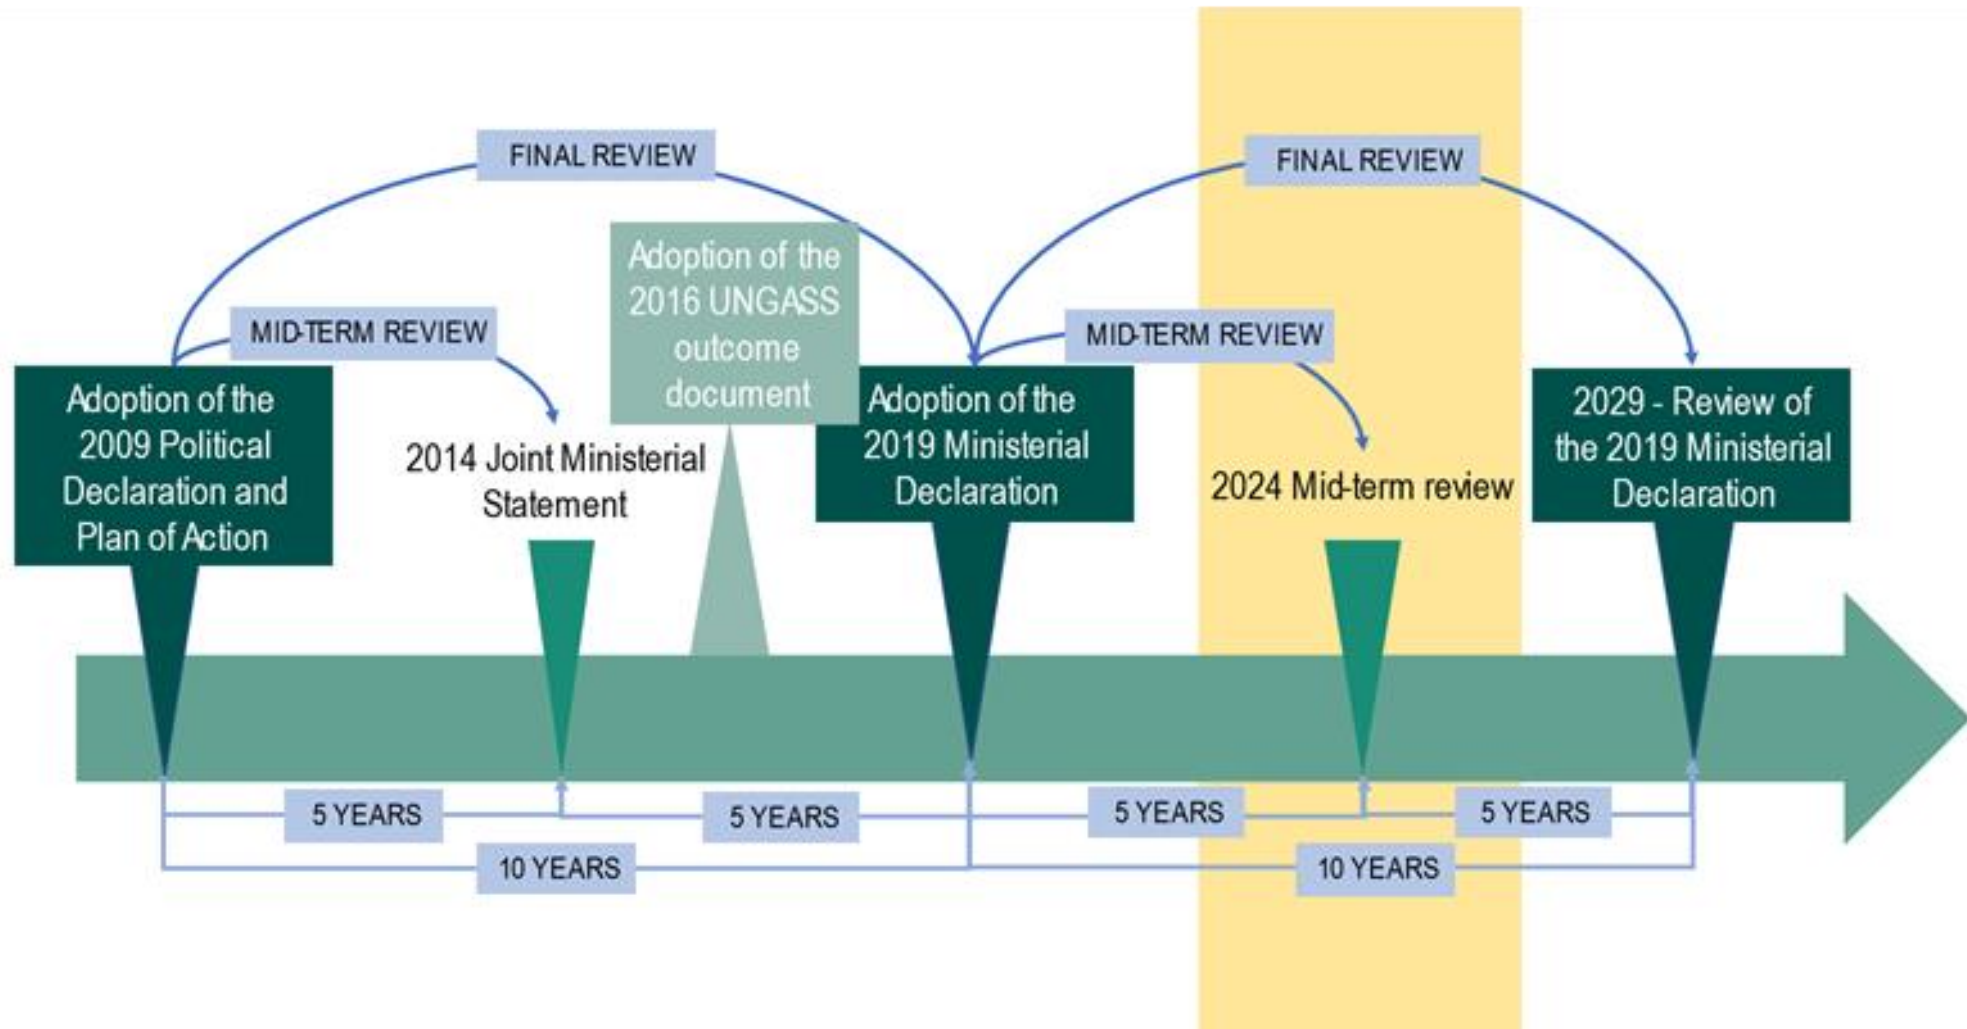 FINAL REVIEW
FINAL REVIEW
Adoption of the
2016 UNGASS
outcome
document
MID-TERM REVIEW
MID-TERM REVIEW
Adoption of the
2009 Political
Declaration and
Plan of Action
2014 Joint Ministerial
Statement
Adoption of the
2019 Ministerial
Declaration
2024 Mid-term review
2029 - Review of
the 2019 Ministerial
Declaration
5 YEARS
5 YEARS
5 YEARS
5 YEARS
10 YEARS
10 YEARS